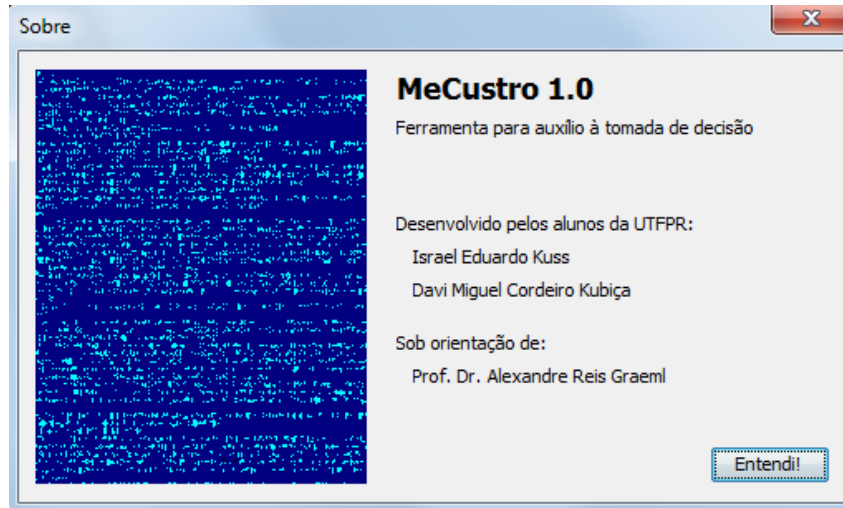 Sobre
MeCustro 1.0
Ferramenta para auxílio à tomada de decisão
Desenvolvido pelos alunos da UTFPR:
Israel Eduardo Kuss
Davi Miguel Cordeiro Kubiça
Sob orientação de:
Prof. Dr. Alexandre Reis Graeml
Entendi!